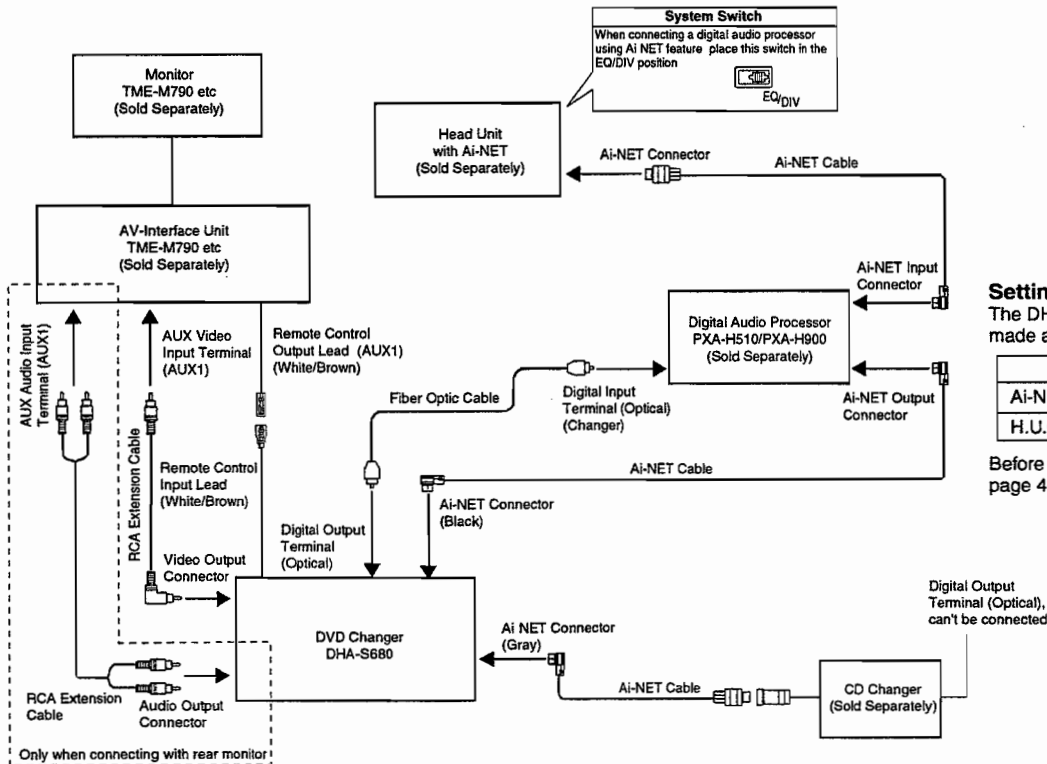 System Switch
When connecting a digital audio processor
using Ai NET feature place this switch in the
EQ/DIV position
EQ/DIV
Monitor
TME-M790 etc
(Sold Separately)
Head Unit
with Ai-NET
(Sold Separately)
Ai-NET Connector
Ai-NET Cable
AV-Interface Unit
TME-M790 etc
(Sold Separately)
Ai-NET Input
Connector
AUX Audio Input
Terminal (AUX1)
AUX Video
Input Terminal
(AUX1)
Remote Control
Output Lead (AUX1)
(White/Brown)
Digital Audio Processor
PXA-H510/PXA-H900
(Sold Separately)
Settin
The DH
made a
Ai-N
H.U.
Before
page 4
Fiber Optic Cable
Digital Input
Terminal (Optical)
(Changer)
Ai-NET Output
Connector
RCA Extension Cable
Remote Control
Input Lead
(White/Brown)
Ai-NET Cable
Ai-NET Connector
(Black)
Digital Output
Terminal
(Optical)
Video Output
Connector
DVD Changer
DHA-S680
Ai NET Connector
(Gray)
Ai-NET Cable
Digital Output
Terminal (Optical),
can't be connected
CD Changer
(Sold Separately)
RCA Extension
Cable
Audio Output
Connector
Only when connecting with rear monitor